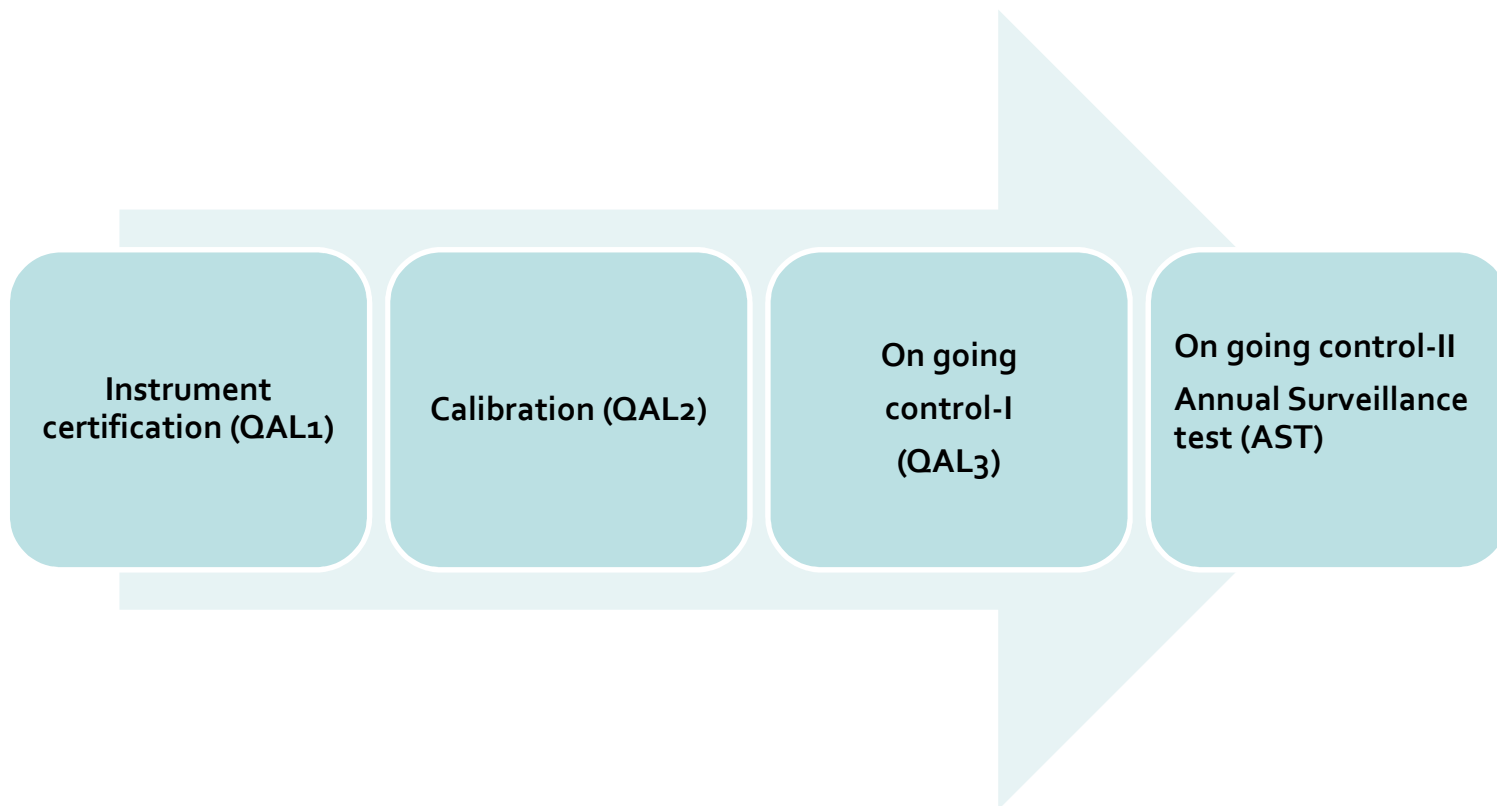 Instrument
certification (QAL1)
Calibration (QAL2)
On going
control-I
(QAL3)
On going control-II
Annual Surveillance
test (AST)